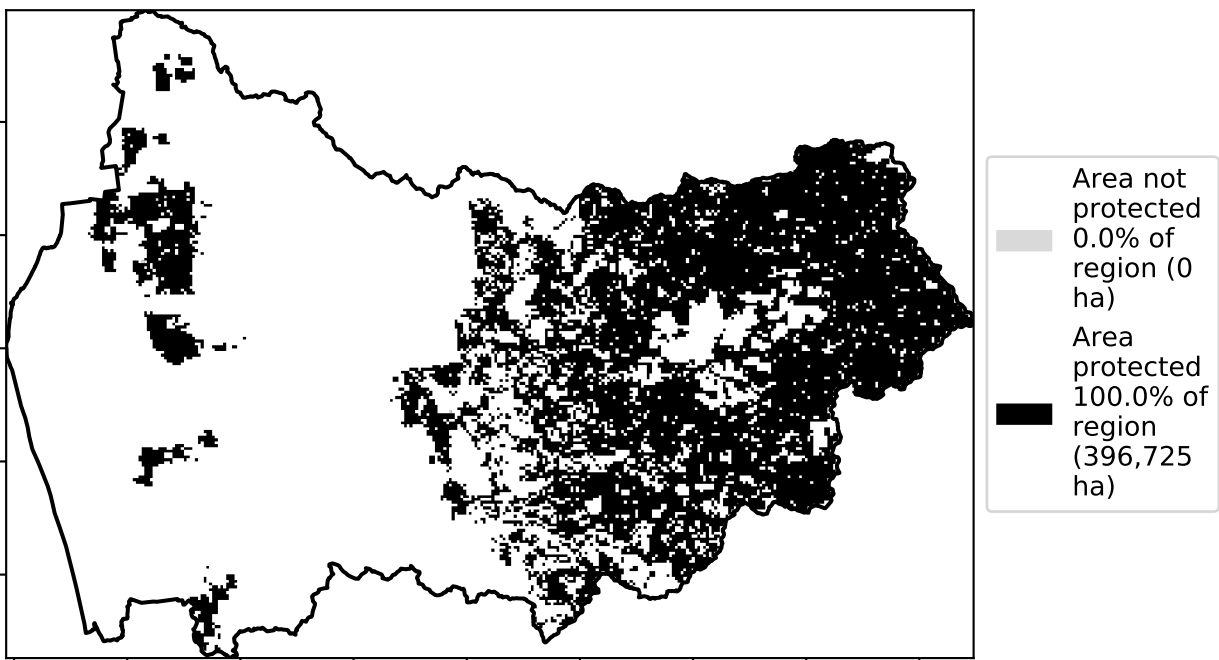 Area not
protected
0.0% of
region (0
ha)
Area
protected
100.0% of
region
(396,725
ha)